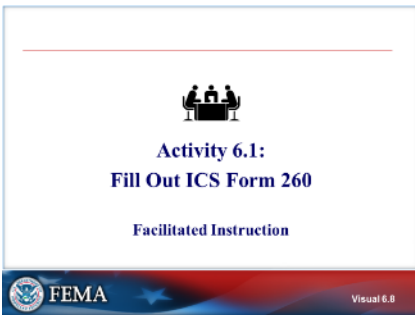 Activity 6.1:
Fill Out ICS Form 260
Facilitated Instruction
FEMA
Visual 6.8